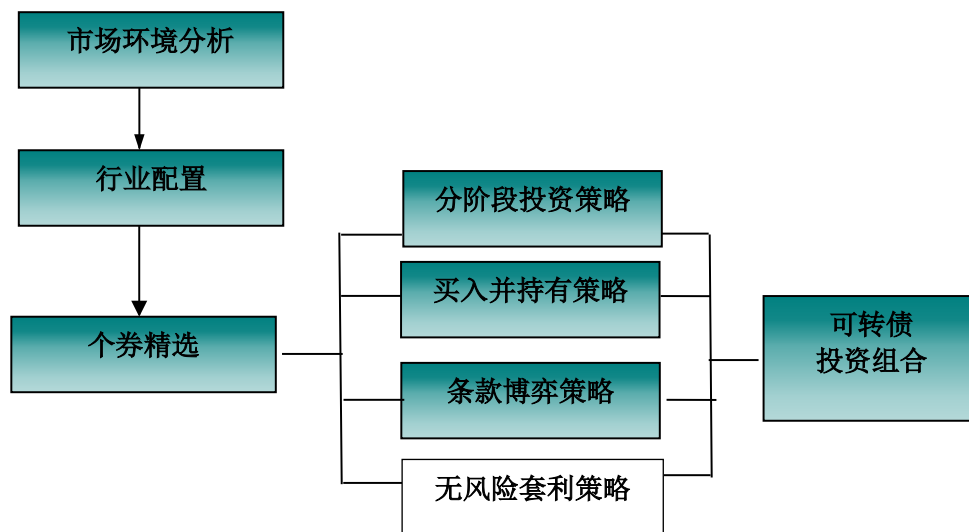 市场环境分析
行业配置
个券精选
分阶段投资策略
买入并持有策略
条款博弈策略
无风险套利策略
可转债
投资组合